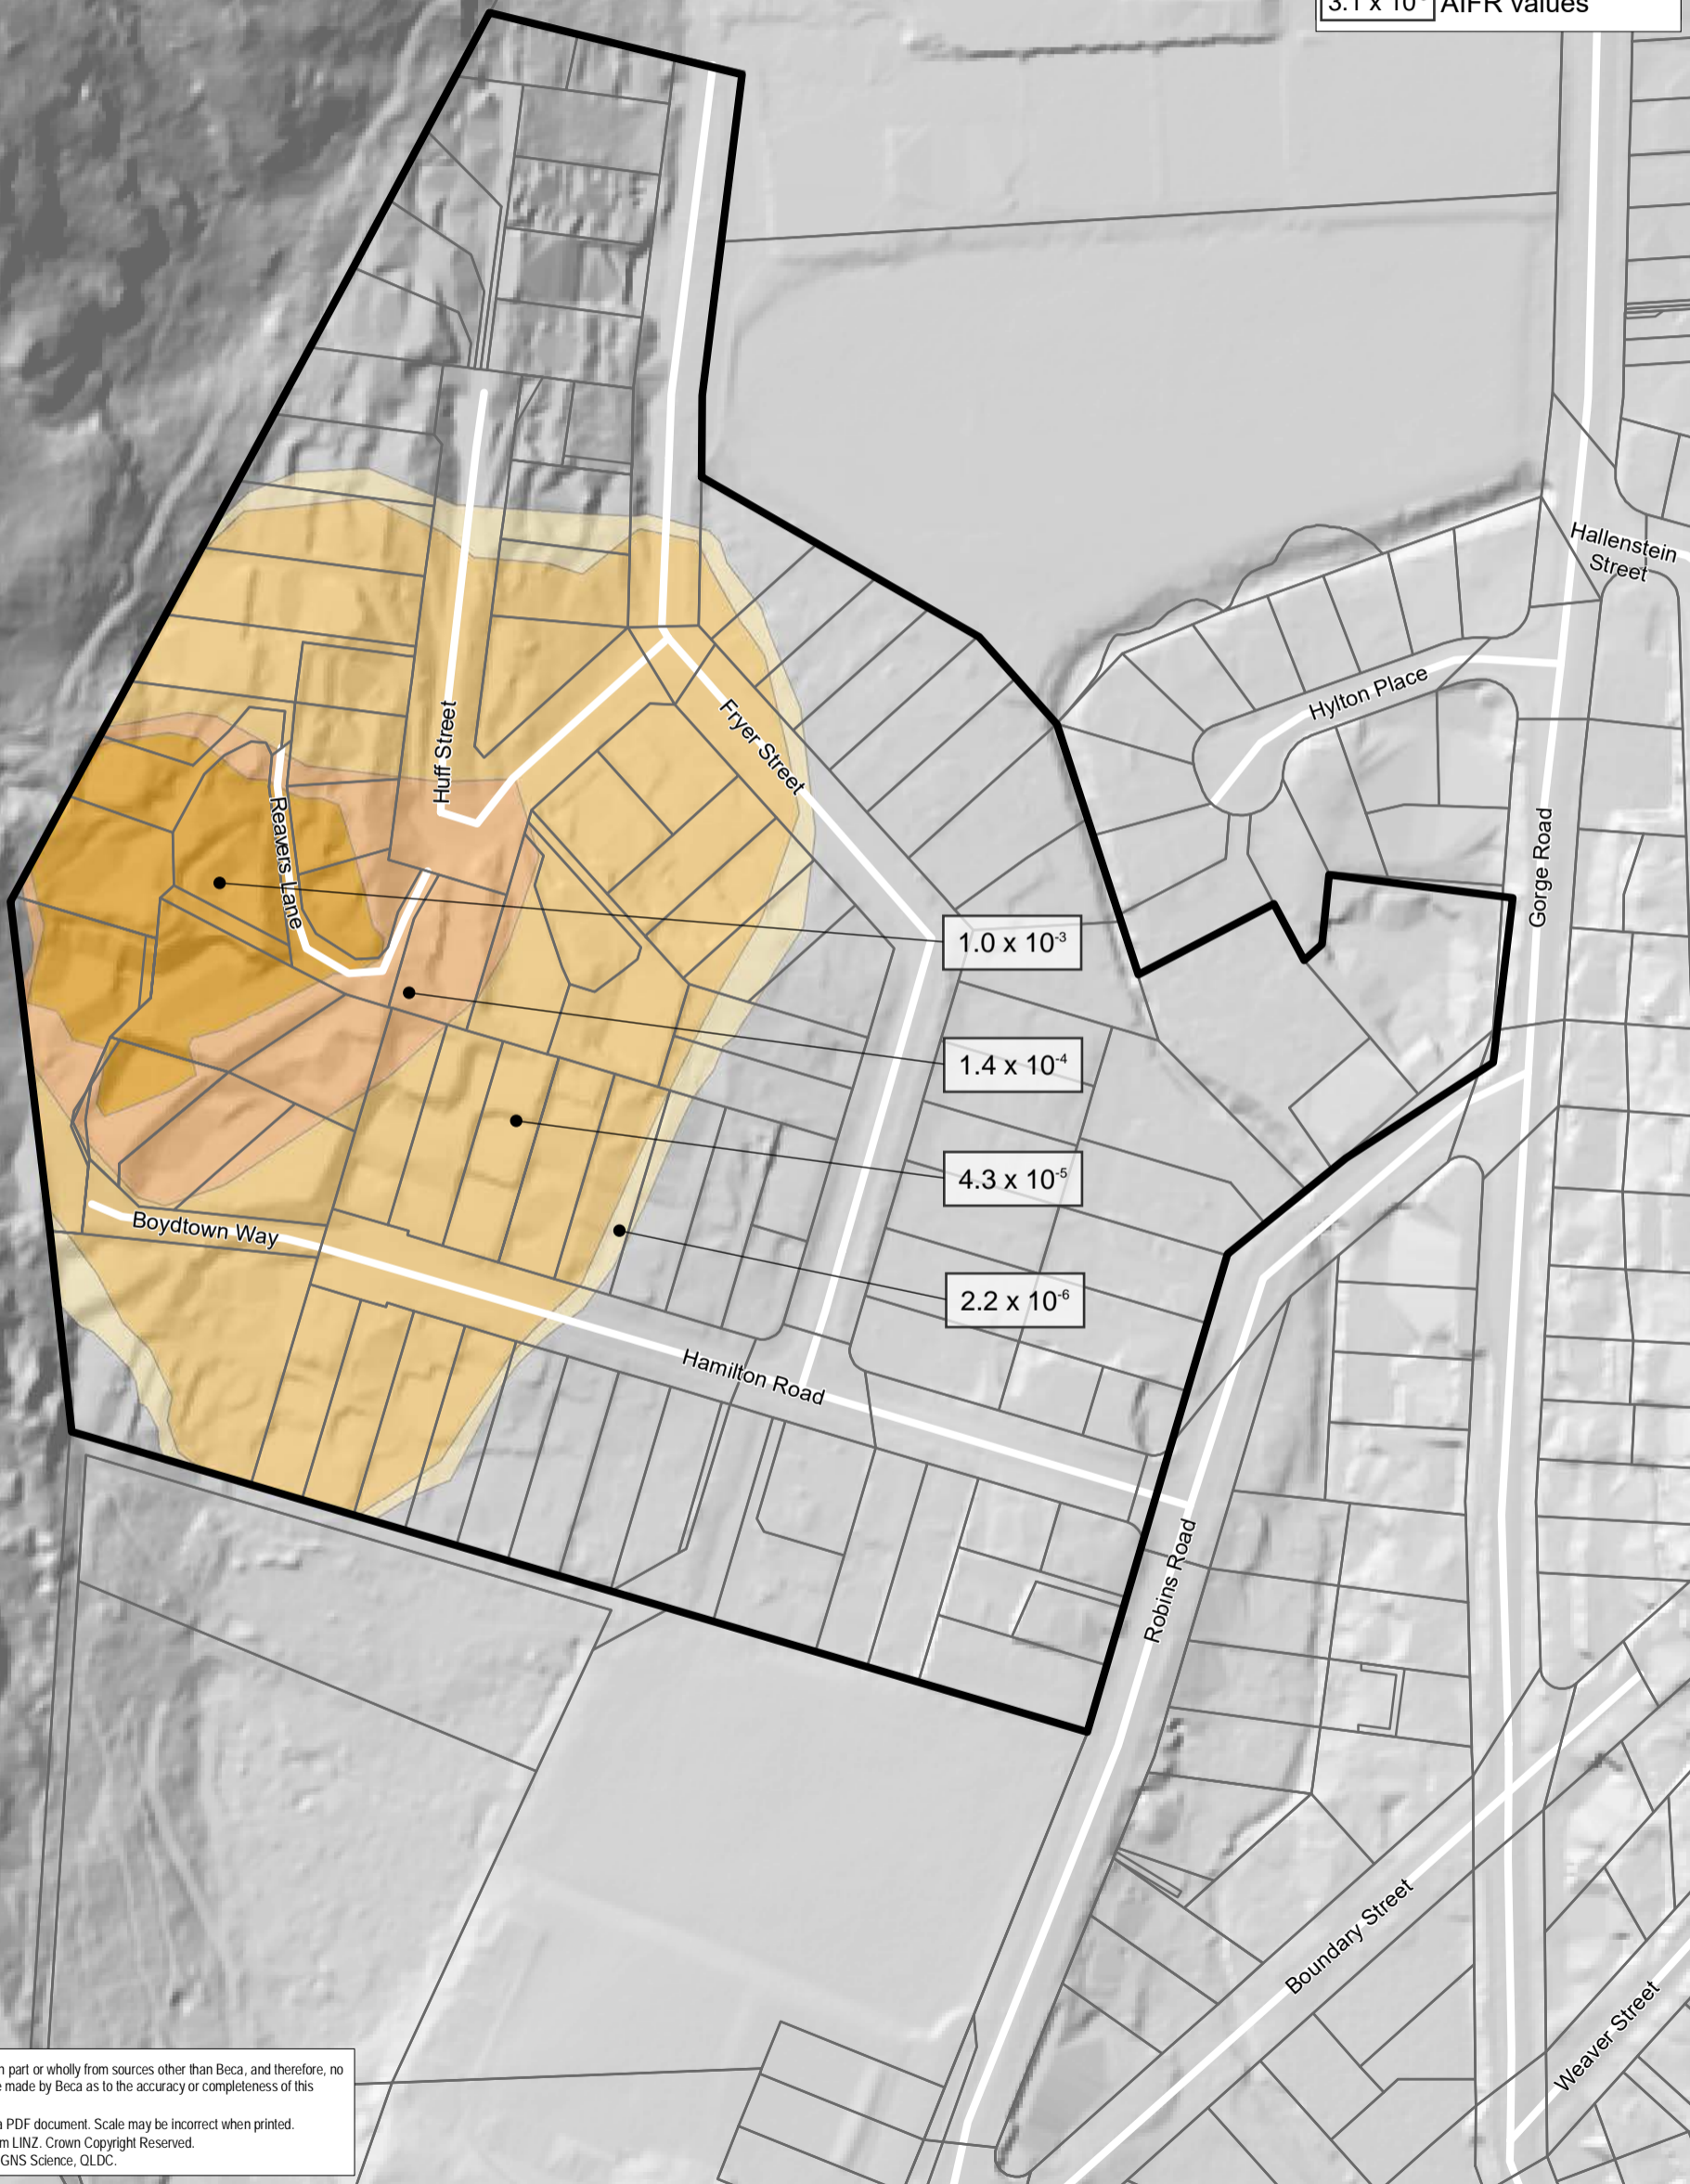 AIFR values
Hallenstein
Street
Hylton Place
Fryer Street
Huff Street
Reavers Lane
Gorge Road
1.0 x 10⁻³
1.4 x 10⁻⁴
4.3 x 10⁻⁵
Boydtown Way
2.2 x 10⁻⁶
Hamilton Road
Robins Road
Boundary Street
Weaver Street
part or wholly from sources other than Beca, and therefore, no
made by Beca as to the accuracy or completeness of this
a PDF document. Scale may be incorrect when printed.
LINZ. Crown Copyright Reserved.
GNS Science, QLDC.